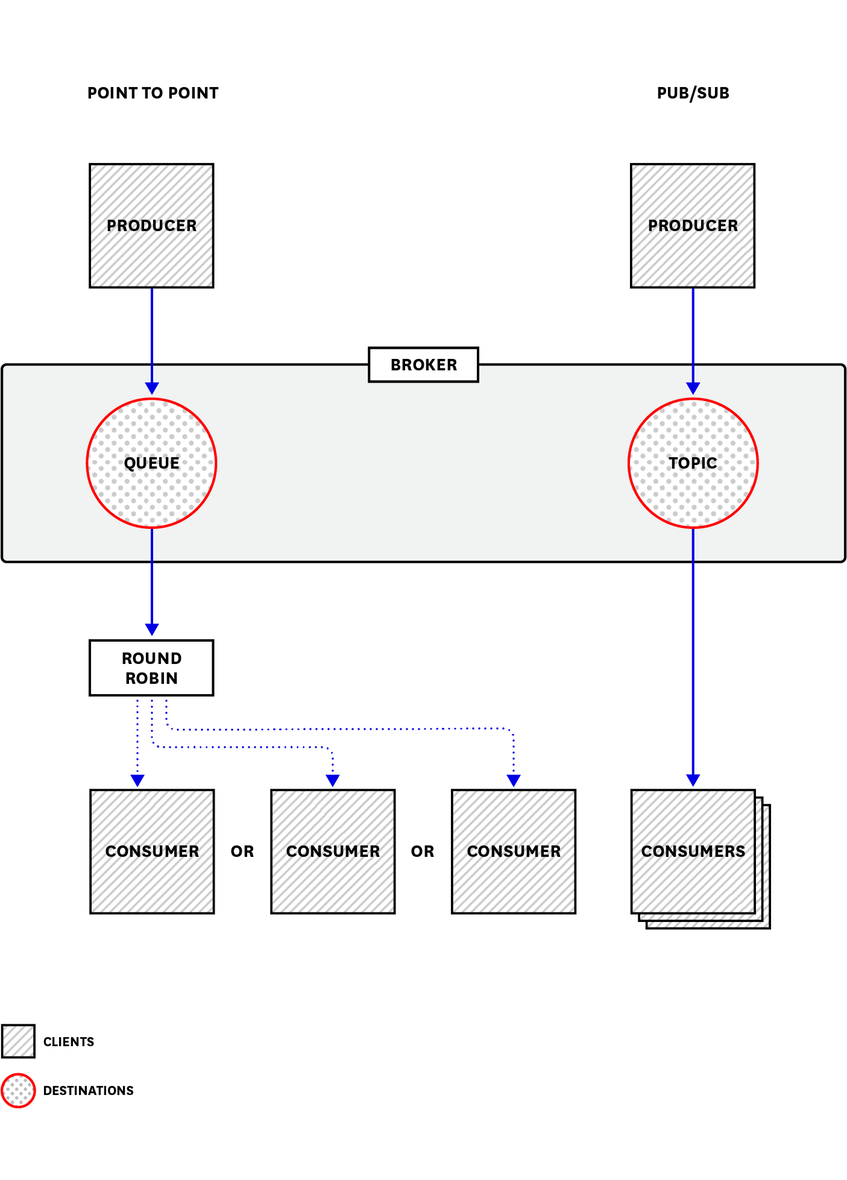 POINT TO POINT
PUB/SUB
PRODUCER
PRODUCER
BROKER
QUEUE
TOPIC
ROUND
ROBIN
CONSUMER
OR
CONSUMER
OR
CONSUMER
CONSUMERS
CLIENTS
DESTINATIONS